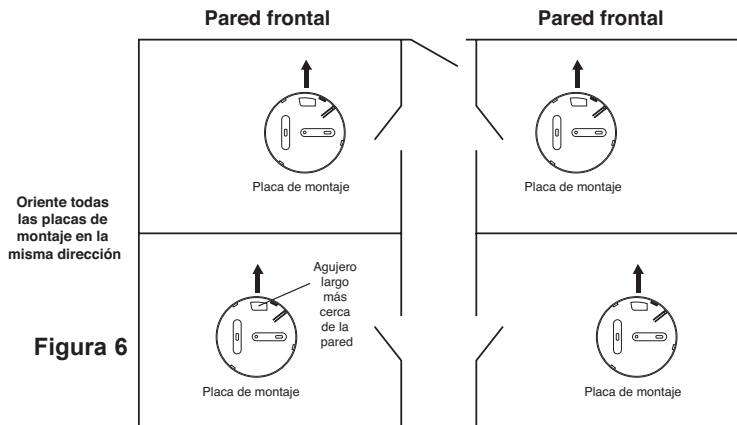 Pared frontal
Pared frontal
Placa de montaje
Placa de montaje
Oriente todas
las placas de
montaje en la
misma dirección
Agujero
largo
más
cerca
de la
pared
Figura 6
Placa de montaje
Placa de montaje